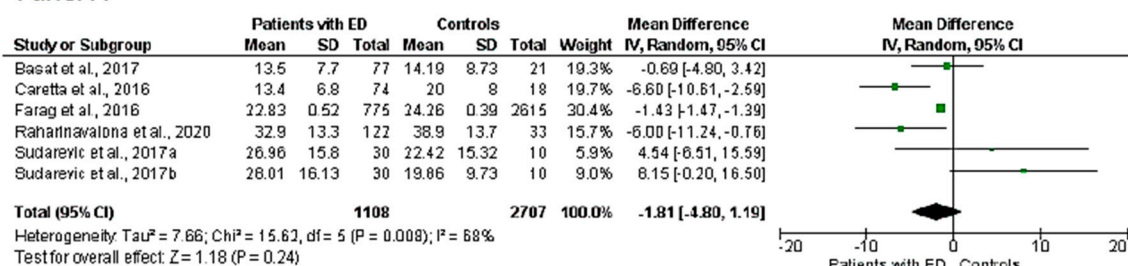 Patients with ED Controls Mean Difference Mean Difference
Study or Subgroup Mean SD Total Mean SD Total Weight IV, Random, 95% CI IV, Random, 95% CI
Basat et al., 2017 13.5 7.7 77 14.19 8.73 21 19.3% -0.69 [-4.80, 3.42]
Caretta et al., 2016 13.4 6.8 74 20 8 18 19.7% -6.60 [-10.61, -2.59]
Farag et al., 2016 22.83 0.52 775 24.26 0.39 2615 30.4% -1.43 [-1.47, -1.39]
Raharinavalona et al., 2020 32.9 13.3 122 38.9 13.7 33 15.7% -6.00 [-11.24, -0.76]
Sudarevic et al., 2017a 26.96 15.8 30 22.42 15.32 10 5.9% 4.54 [-6.51, 15.59]
Sudarevic et al., 2017b 28.01 16.13 30 19.86 9.73 10 9.0% 8.15 [-0.20, 16.50]
Total (95% CI) 1108 2707 100.0% -1.81 [-4.80, 1.19]
Heterogeneity: Tau² = 7.66; Chi² = 15.62, df = 5 (P = 0.008); I² = 68%
Test for overall effect: Z = 1.18 (P = 0.24)
-20 -10 0 10 20
Patients with ED Controls